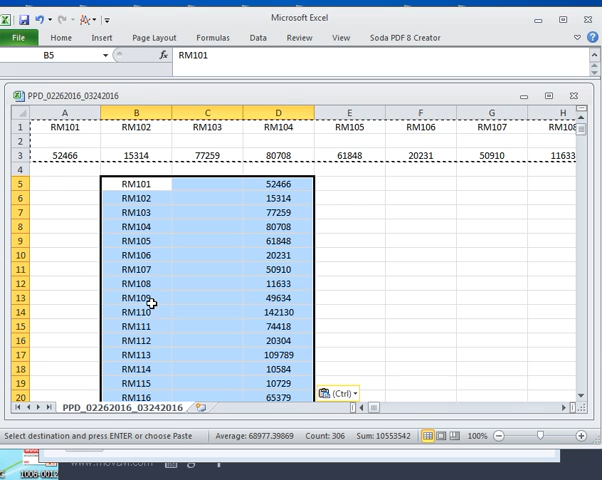 Microsoft Excel
File Home Insert Page Layout Formulas Data Review View Soda PDF 8 Creator
B5 fx RM101
PPD_02262016_03242016
A B C D E F G H
1 RM101 RM102 RM103 RM104 RM105 RM106 RM107 RM108
2
3 52466 15314 77259 80708 61848 20231 50910 11633
4
5 RM101 52466
6 RM102 15314
7 RM103 77259
8 RM104 80708
9 RM105 61848
10 RM106 20231
11 RM107 50910
12 RM108 11633
13 RM109 49634
14 RM110 142130
15 RM111 74418
16 RM112 20304
17 RM113 109789
18 RM114 10584
19 RM115 10729
20 RM116 65379
(Ctrl)
PPD_02262016_03242016
Select destination and press ENTER or choose Paste Average: 68977.39869 Count: 306 Sum: 10553542 100%